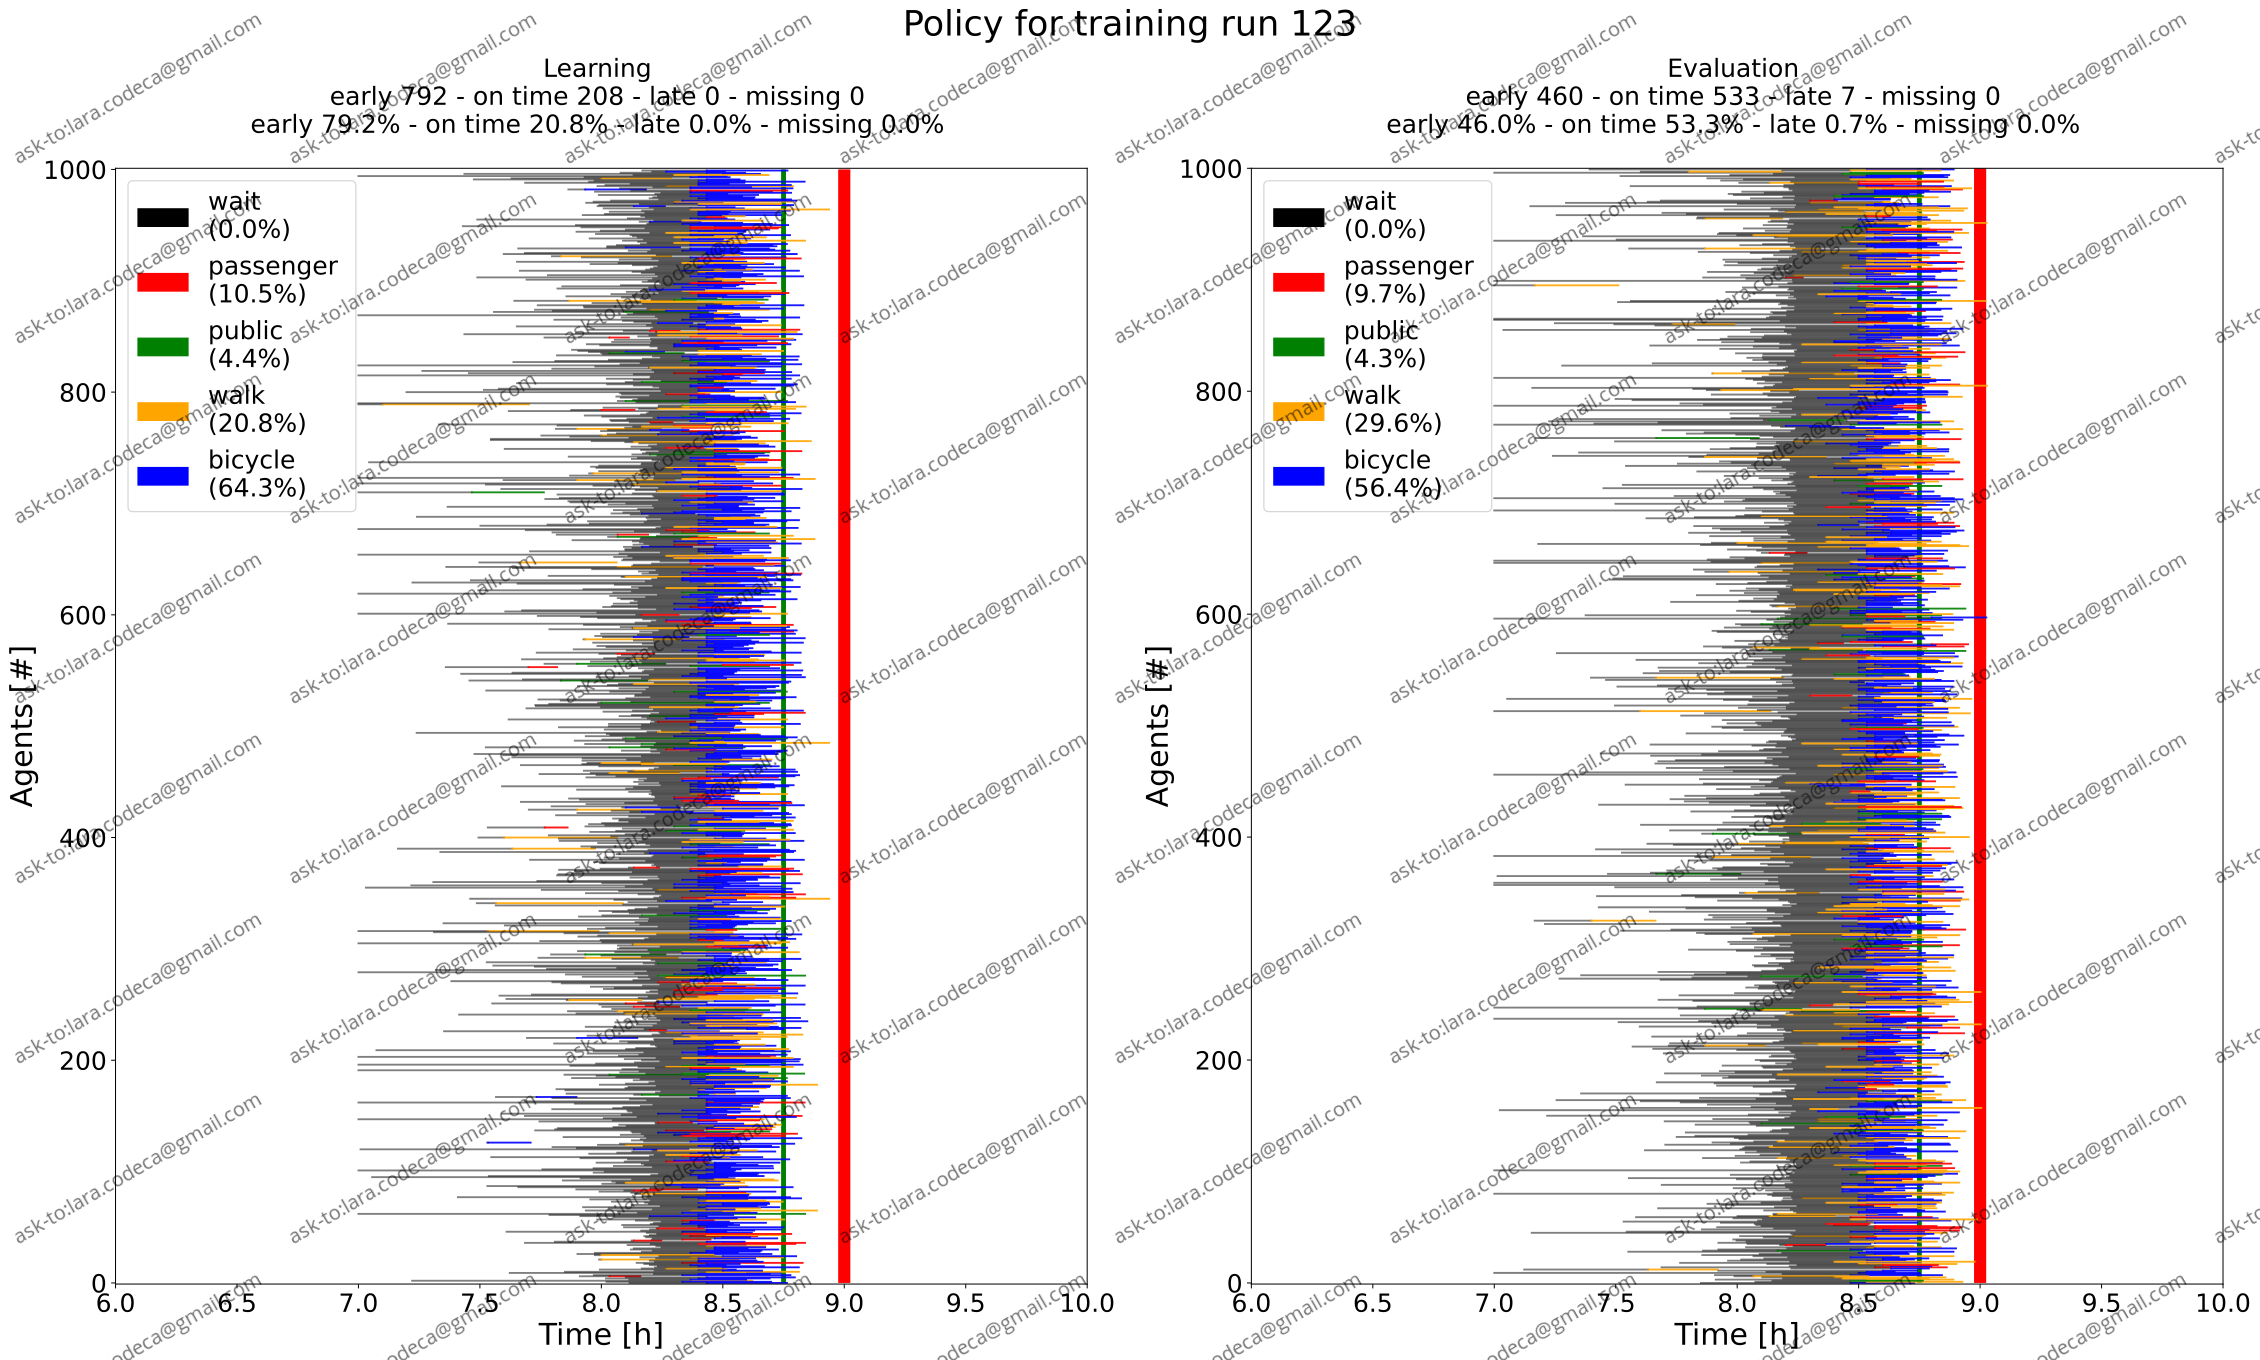 Policy for training run 123
Learning
early 792 - on time 208 - late 0 - missing 0
early 79.2% - on time 20.8% - late 0.0% - missing 0.0%
1000
800
600
400
200
0
Agents [#]
wait
(0.0%)
passenger
(10.5%)
public
(4.4%)
walk
(20.8%)
bicycle
(64.3%)
6.0 6.5 7.0 7.5 8.0 8.5 9.0 9.5 10.0
Time [h]
Evaluation
early 460 - on time 533 - late 7 - missing 0
early 46.0% - on time 53.3% - late 0.7% - missing 0.0%
1000
800
600
400
200
0
Agents [#]
wait
(0.0%)
passenger
(9.7%)
public
(4.3%)
walk
(29.6%)
bicycle
(56.4%)
6.0 6.5 7.0 7.5 8.0 8.5 9.0 9.5 10.0
Time [h]
ask-to:lara.codeca@gmail.com